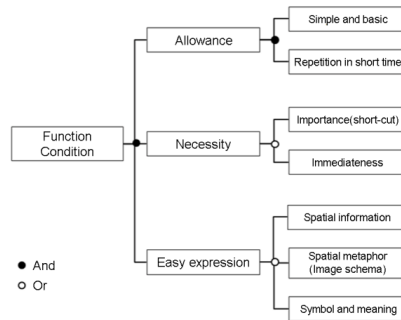 Simple and basic
Allowance
Repetition in short time
Function
Condition
Importance(short-cut)
Necessity
Immediateness
Spatial information
Easy expression
Spatial metaphor
(Image schema)
Symbol and meaning
And
Or